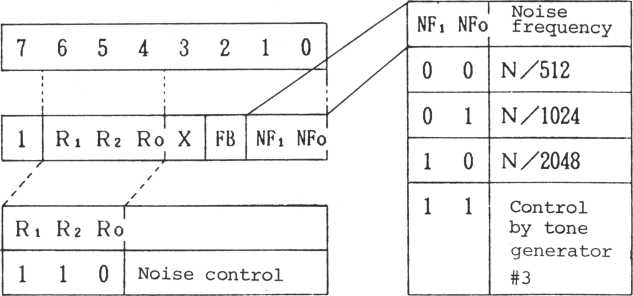 7 6 5 4 3 2 1 0
1 R₁ R₂ R₀ X FB NF₁ NF₀
R₁ R₂ R₀
1 1 0 Noise control
NF₁ NF₀ Noise frequency
0 0 N/512
0 1 N/1024
1 0 N/2048
1 1 Control
by tone
generator
#3